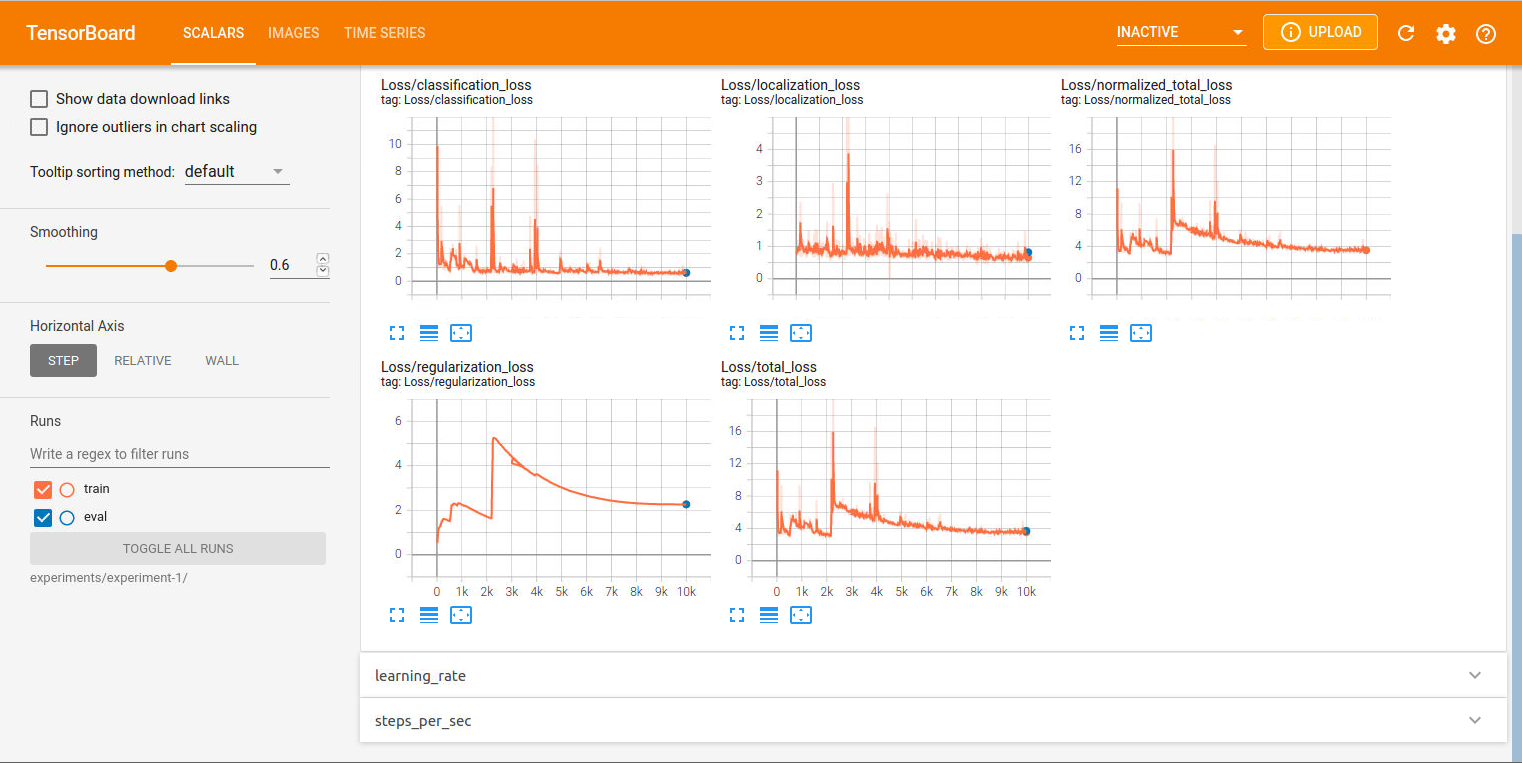 TensorBoard SCALARS IMAGES TIME SERIES INACTIVE UPLOAD
Show data download links
Ignore outliers in chart scaling
Tooltip sorting method: default
Smoothing
0.6
Horizontal Axis
STEP RELATIVE WALL
Runs
Write a regex to filter runs
train
eval
TOGGLE ALL RUNS
experiments/experiment-1/
Loss/classification_loss
tag: Loss/classification_loss
10
8
6
4
2
0
Loss/localization_loss
tag: Loss/localization_loss
4
3
2
1
0
Loss/normalized_total_loss
tag: Loss/normalized_total_loss
16
12
8
4
0
Loss/regularization_loss
tag: Loss/regularization_loss
6
4
2
0
0 1k 2k 3k 4k 5k 6k 7k 8k 9k 10k
Loss/total_loss
tag: Loss/total_loss
16
12
8
4
0
0 1k 2k 3k 4k 5k 6k 7k 8k 9k 10k
learning_rate
steps_per_sec